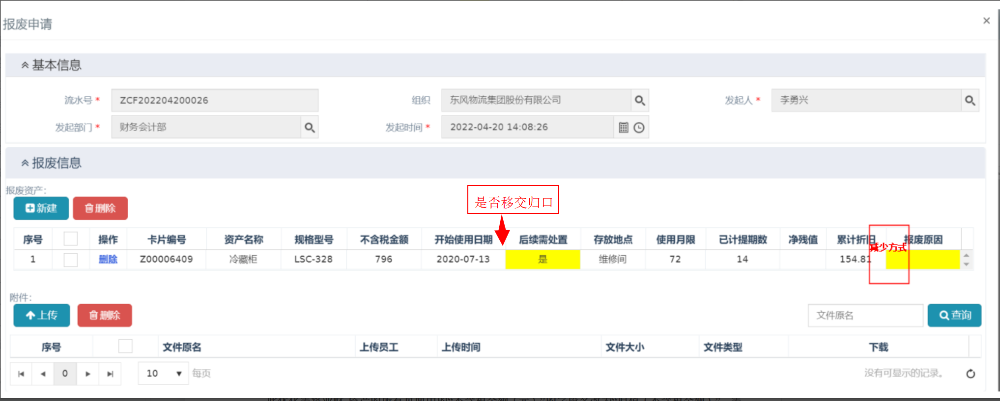 报废申请
基本信息
流水号 * ZCF202204200026 组织 东风物流集团股份有限公司 发起人 * 李勇兴
发起部门 * 财务会计部 发起时间 * 2022-04-20 14:08:26
报废信息
报废资产:
新建 删除
是否移交归口
序号 操作 卡片编号 资产名称 规格型号 不含税金额 开始使用日期 后续需处置 存放地点 使用月限 已计提期数 净残值 累计折旧 报废原因
减少方式
1 删除 Z00006409 冷藏柜 LSC-328 796 2020-07-13 是 维修间 72 14 154.81
附件:
上传 删除 文件原名 查询
序号 文件原名 上传员工 上传时间 文件大小 文件类型 下载
0 10 每页 没有可显示的记录。